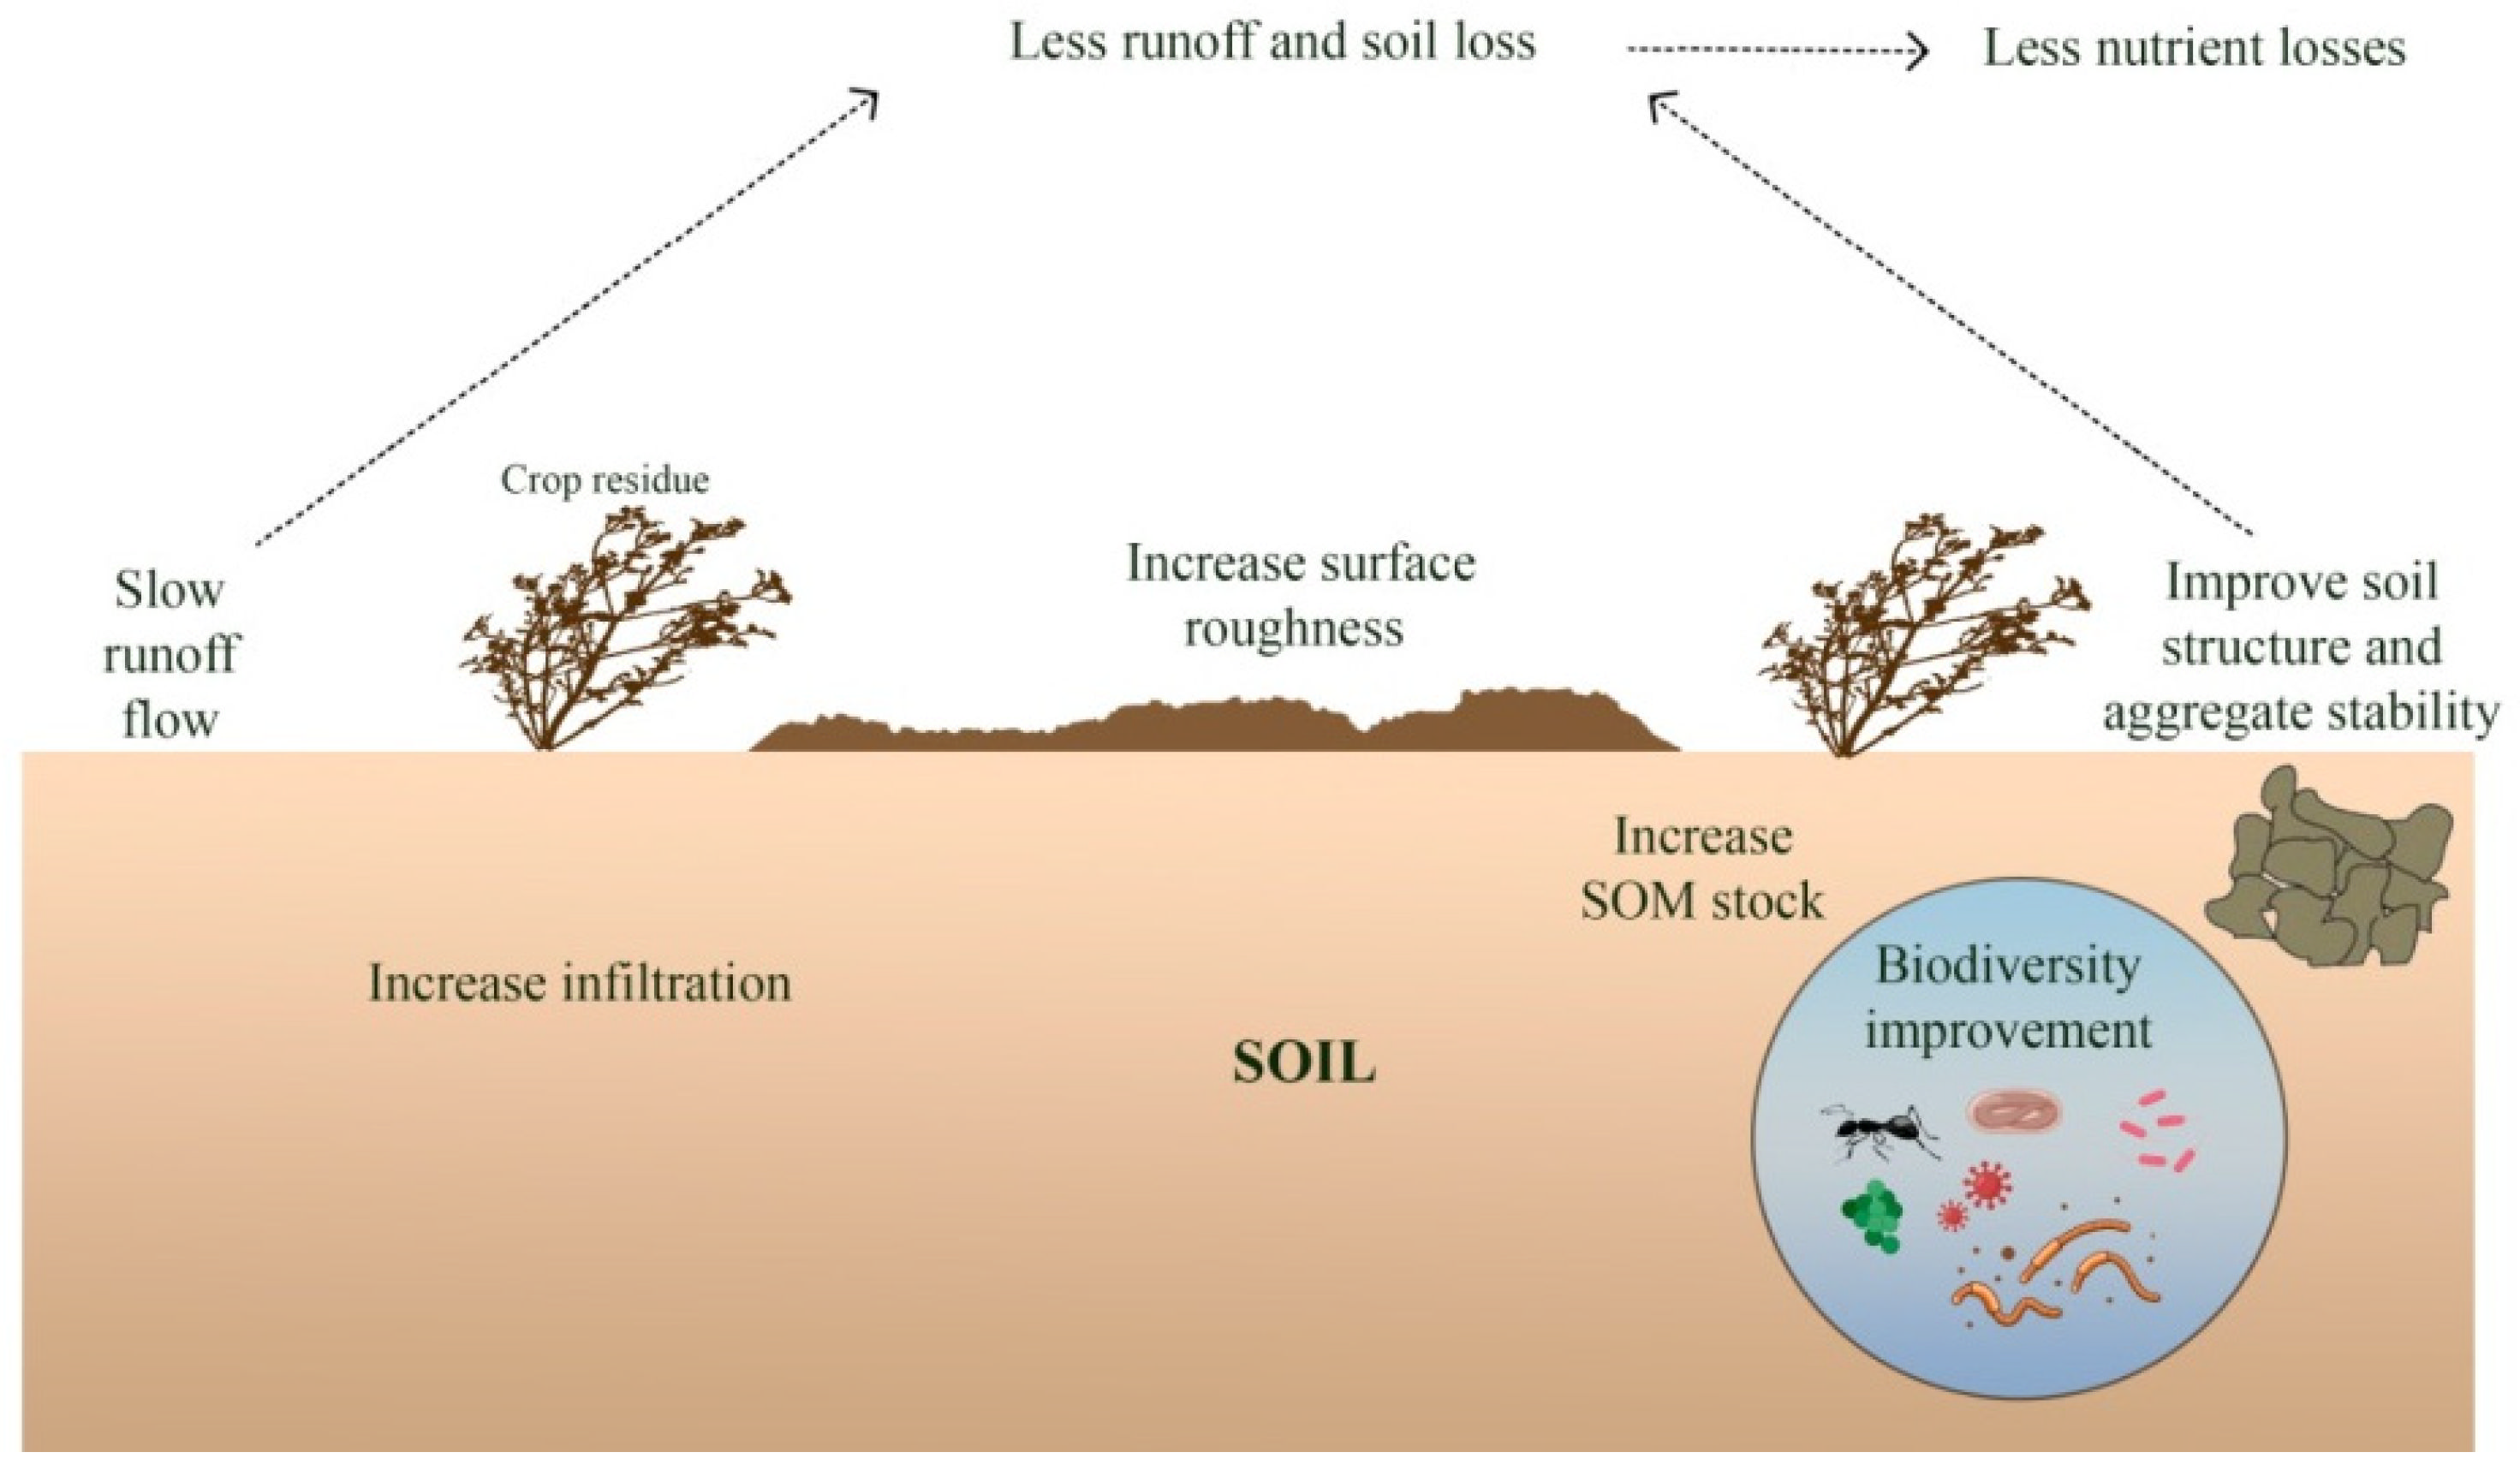 Less runoff and soil loss
Less nutrient losses
Crop residue
Slow
runoff
flow
Increase surface
roughness
Improve soil
structure and
aggregate stability
Increase
SOM stock
Increase infiltration
SOIL
Biodiversity
improvement